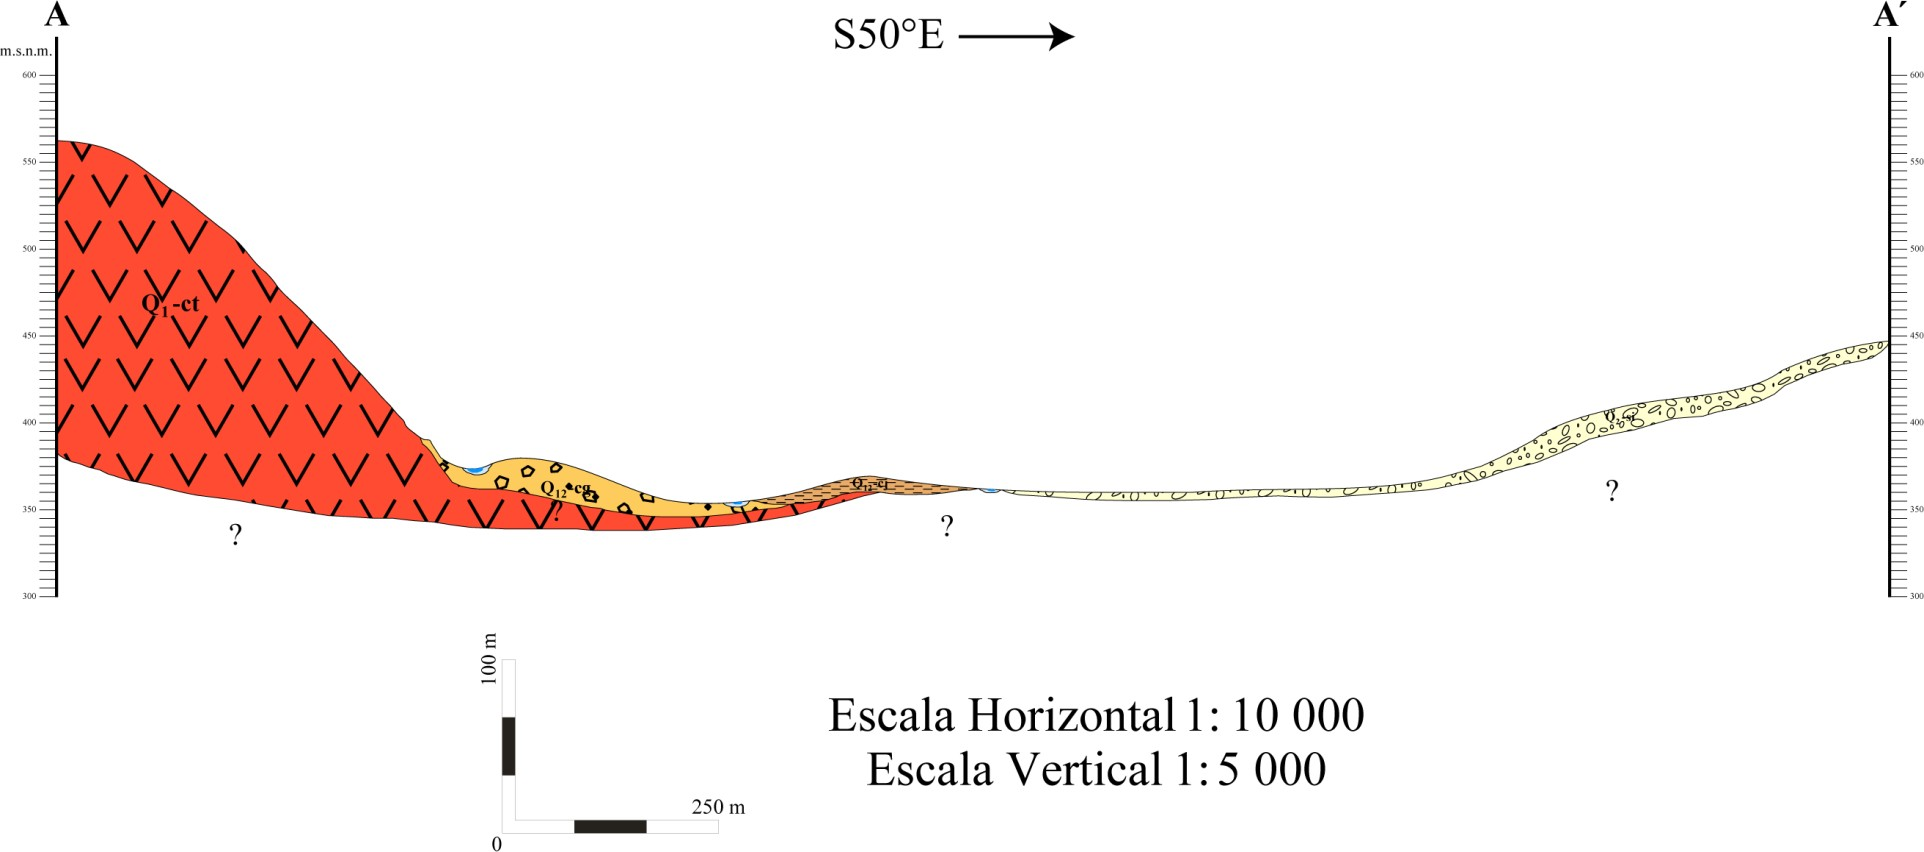 A
A´
S50°E
m.s.n.m.
600
550
500
450
400
350
300
600
550
500
450
400
350
300
Q1-ct
Q12-cg
?
?
?
?
100 m
250 m
0
Escala Horizontal 1: 10 000
Escala Vertical 1: 5 000